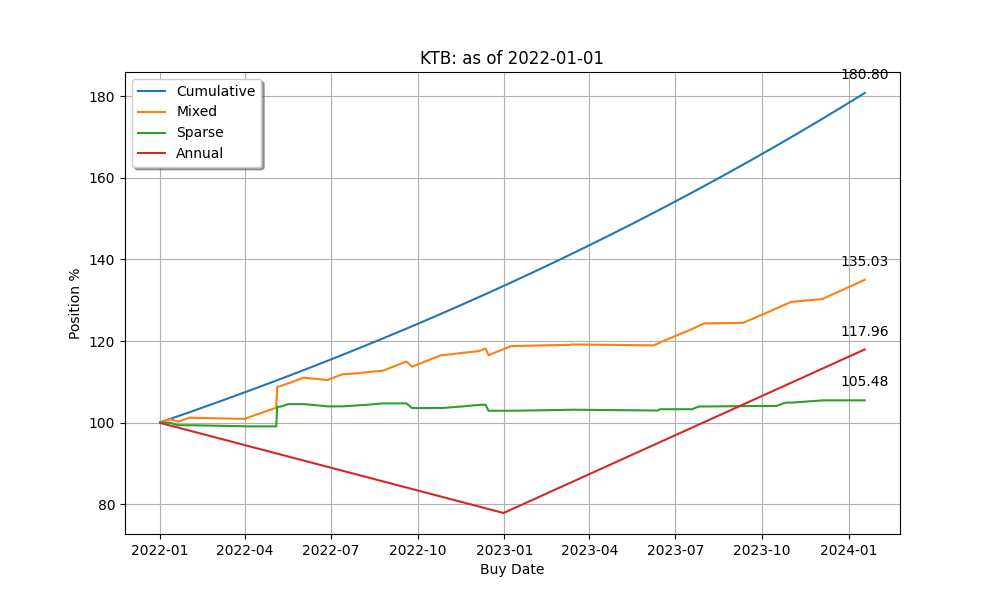 KTB: as of 2022-01-01
180.80
Cumulative
Mixed
Sparse
Annual
180
160
140
120
100
80
135.03
117.96
105.48
Position %
2022-01 2022-04 2022-07 2022-10 2023-01 2023-04 2023-07 2023-10 2024-01
Buy Date